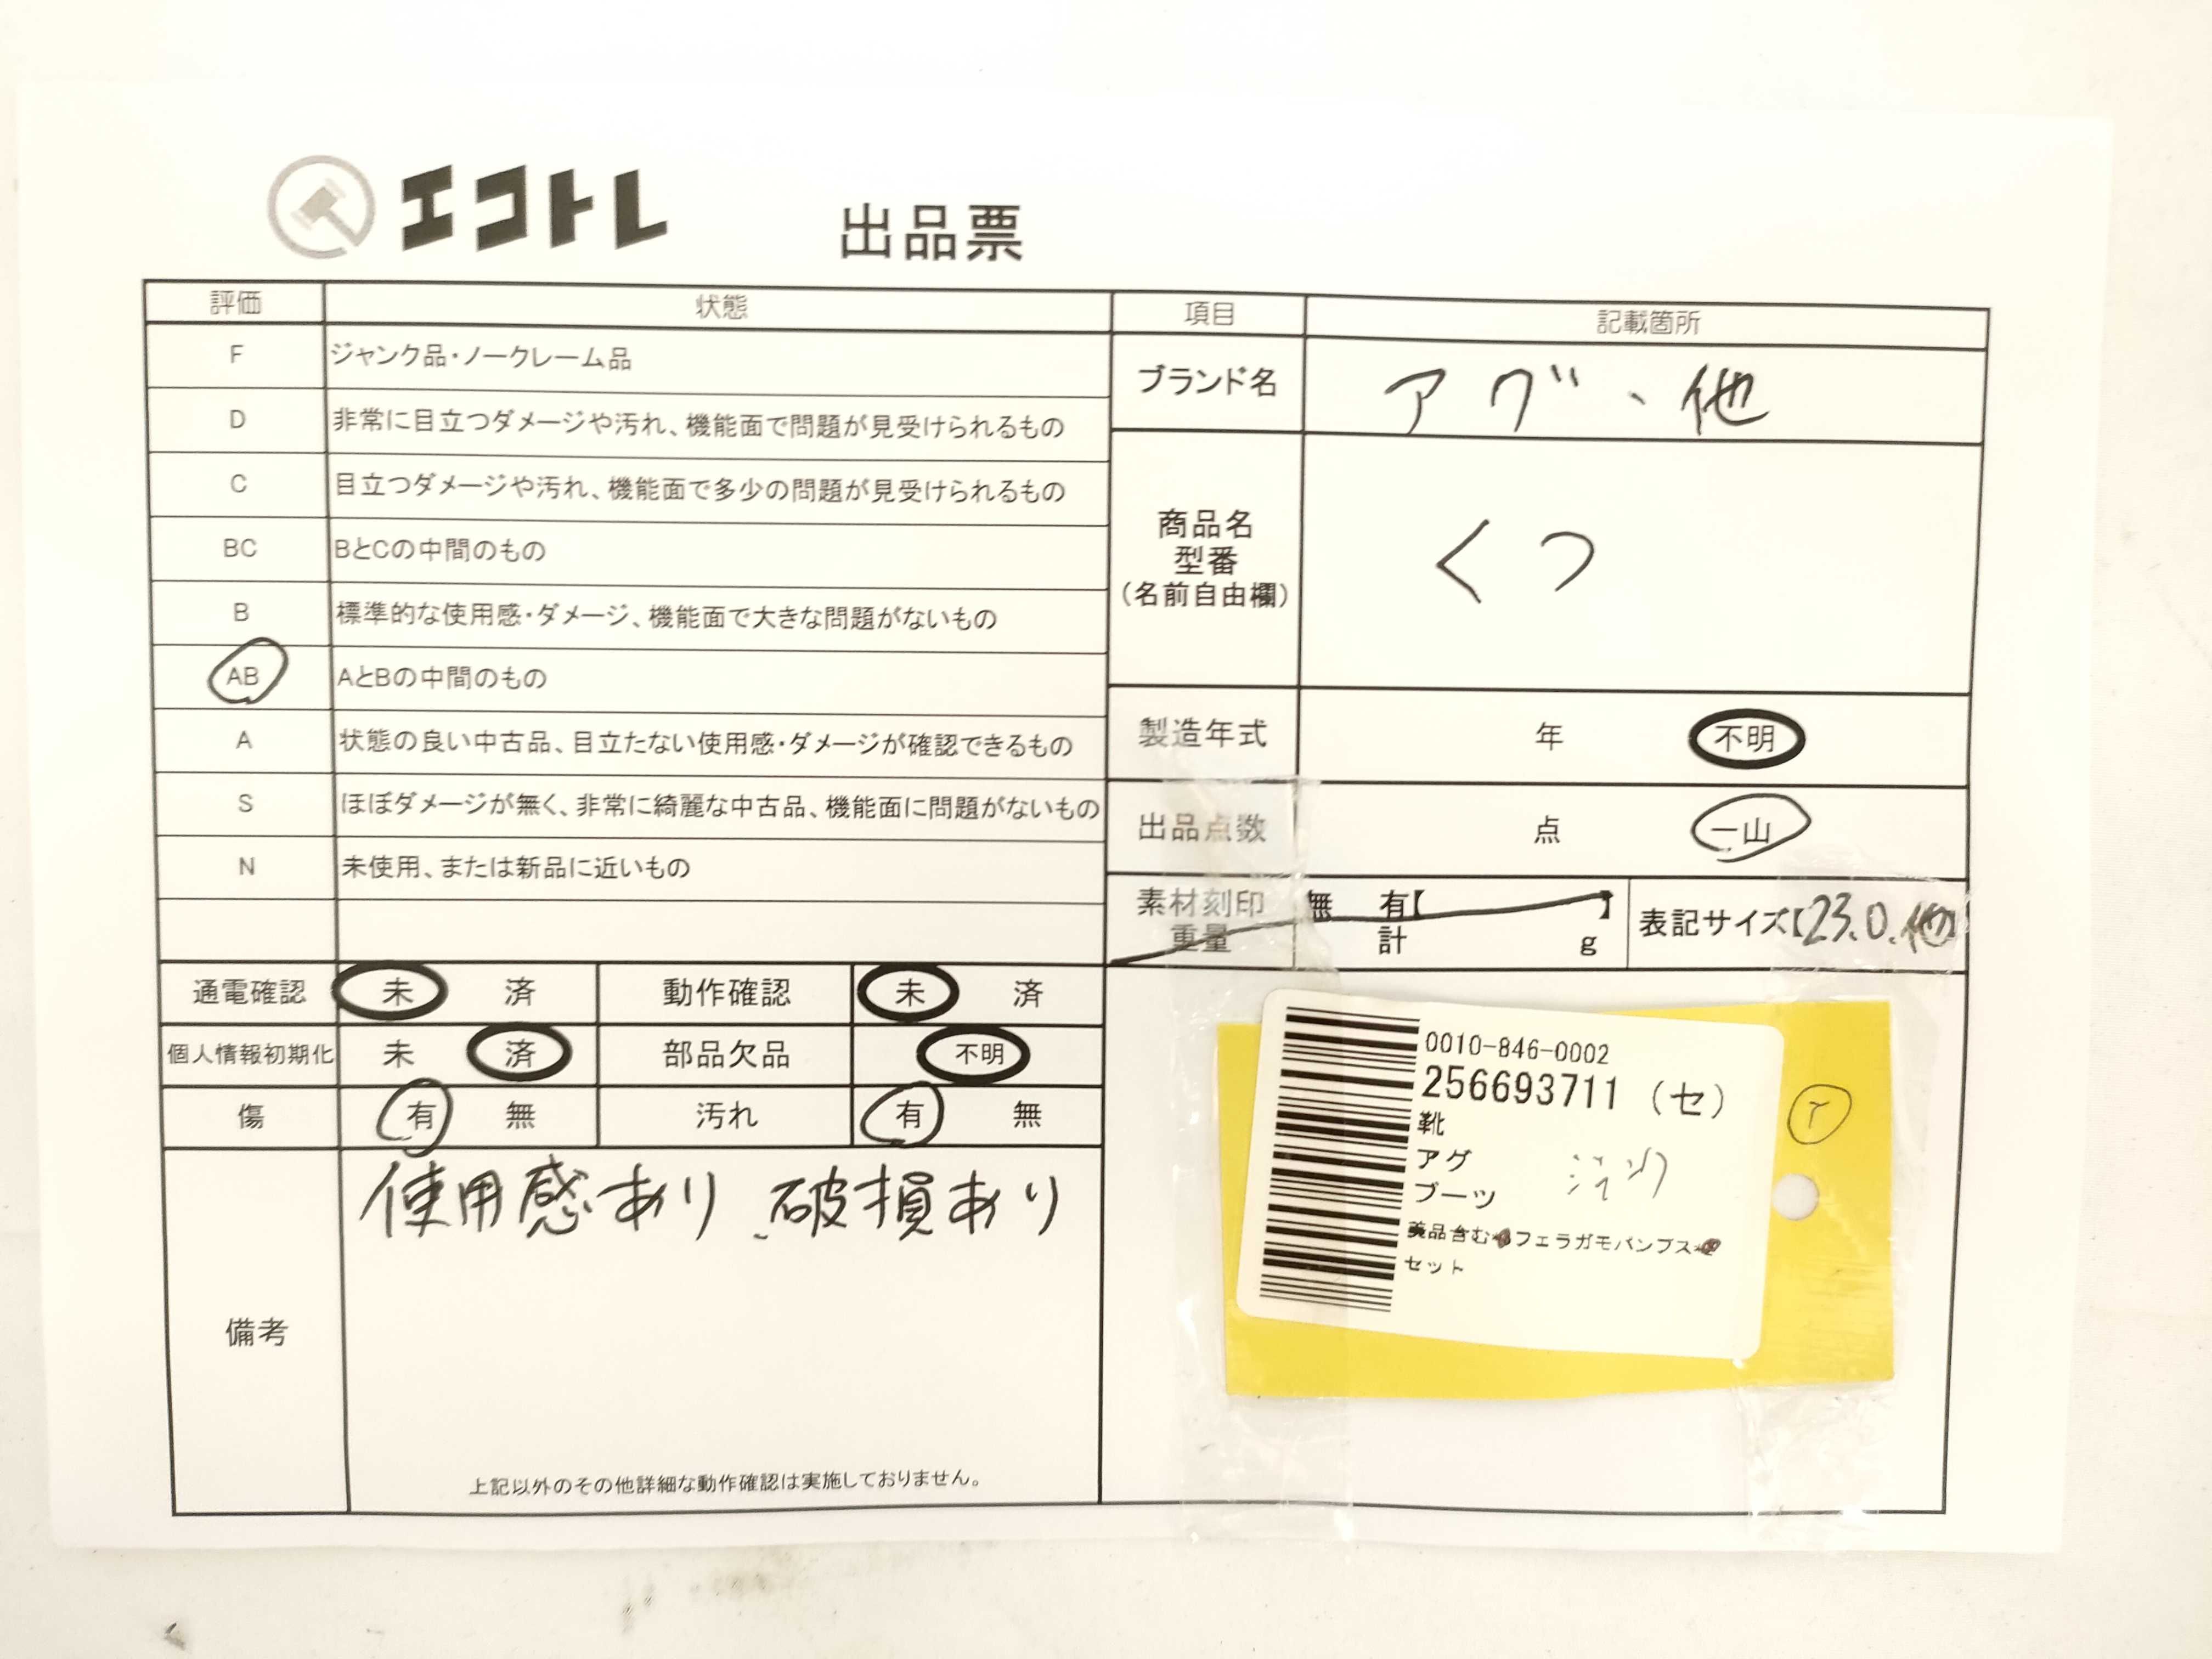 エコトレ
出品票
評価 状態
F ジャンク品・ノークレーム品
D 非常に目立つダメージや汚れ、機能面で問題が見受けられるもの
C 目立つダメージや汚れ、機能面で多少の問題が見受けられるもの
BC BとCの中間のもの
B 標準的な使用感・ダメージ、機能面で大きな問題がないもの
AB AとBの中間のもの
A 状態の良い中古品、目立たない使用感・ダメージが確認できるもの
S ほぼダメージが無く、非常に綺麗な中古品、機能面に問題がないもの
N 未使用、または新品に近いもの
項目 記載箇所
ブランド名 アグ、他
商品名
型番
(名前自由欄)
くつ
製造年式 年 不明
出品点数 点 一山
素材刻印 無 有【 】
重量 計 g
表記サイズ【23.0.他】
通電確認 未 済 動作確認 未 済
個人情報初期化 未 済 部品欠品 不明
傷 有 無 汚れ 有 無
備考
使用感あり、破損あり
上記以外のその他詳細な動作確認は実施しておりません。
0010-846-0002
256693711 (セ)
靴
アグ
ブーツ
美品含む フェラガモパンプス*
セット